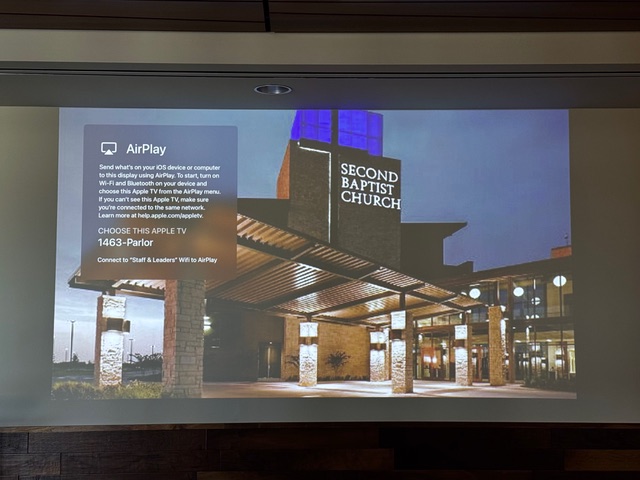 AirPlay
Send what's on your iOS device or computer
to this display using AirPlay. To start, turn on
Wi-Fi and Bluetooth on your device and
choose this Apple TV from the AirPlay menu.
If you can't see this Apple TV, make sure
you're connected to the same network.
Learn more at help.apple.com/appletv.
CHOOSE THIS APPLE TV
1463-Parlor
Connect to "Staff & Leaders" Wifi to AirPlay
SECOND
BAPTIST
CHURCH